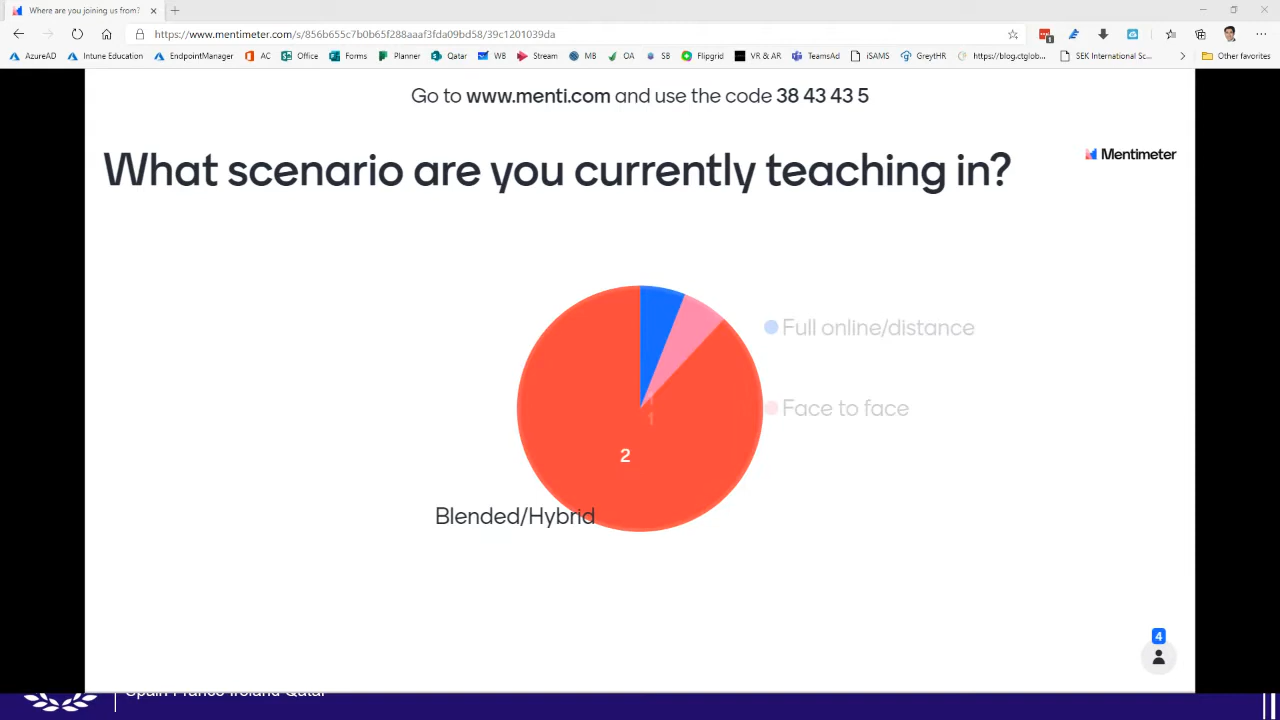 Where are you joining us from?
https://www.mentimeter.com/s/856b655c7b0b65f288aaaf3fda09bd58/39c1201039da
AzureAD Intune Education EndpointManager AC Office Forms Planner Qatar WB Stream MB OA SB Flipgrid VR & AR TeamsAd iSAMS GreytHR https://blog.ctglob... SEK International Sc... Other favorites
Go to www.menti.com and use the code 38 43 43 5
What scenario are you currently teaching in?
Mentimeter
Full online/distance
Face to face
1
2
Blended/Hybrid
4
Spain France Ireland Qatar